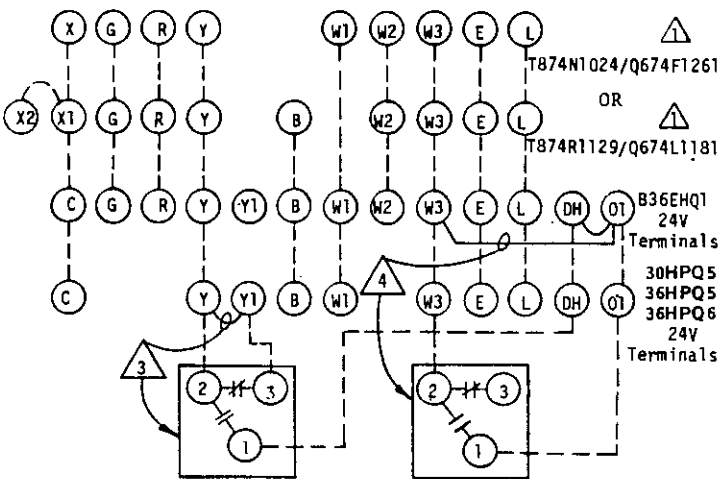 X G R Y W1 W2 W3 E L
1
T874N1024/Q674F1261
OR
X2 X1 G R Y B W2 W3 E L
1
T874R1129/Q674L1181
C G R Y Y1 B W1 W2 W3 E L DH O1
B36EHQ1
24V
Terminals
C Y Y1 B W1 W3 E L DH O1
30HPQ5
36HPQ5
36HPQ6
24V
Terminals
3
4
2 3
1
2 3
1